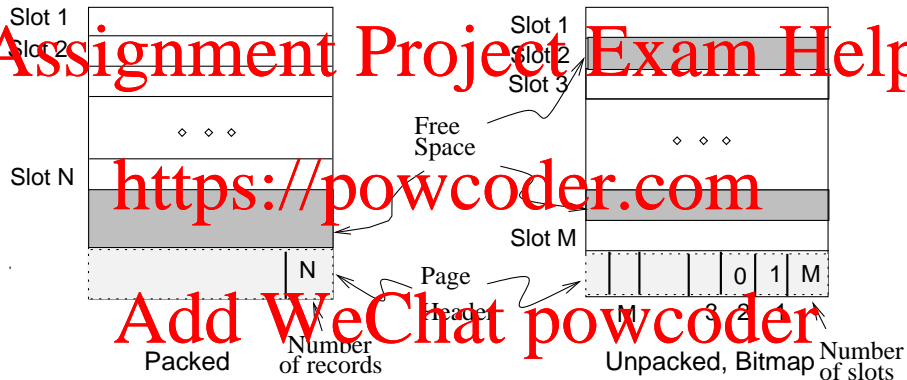 Slot 1
Slot 2
Slot N
N
Packed
Number
of records
Free
Space
Page
Header
Slot 1
Slot 2
Slot 3
Slot M
0 1 M
M 3 2 1
Unpacked, Bitmap
Number
of slots
Assignment Project Exam Help
https://powcoder.com
Add WeChat powcoder